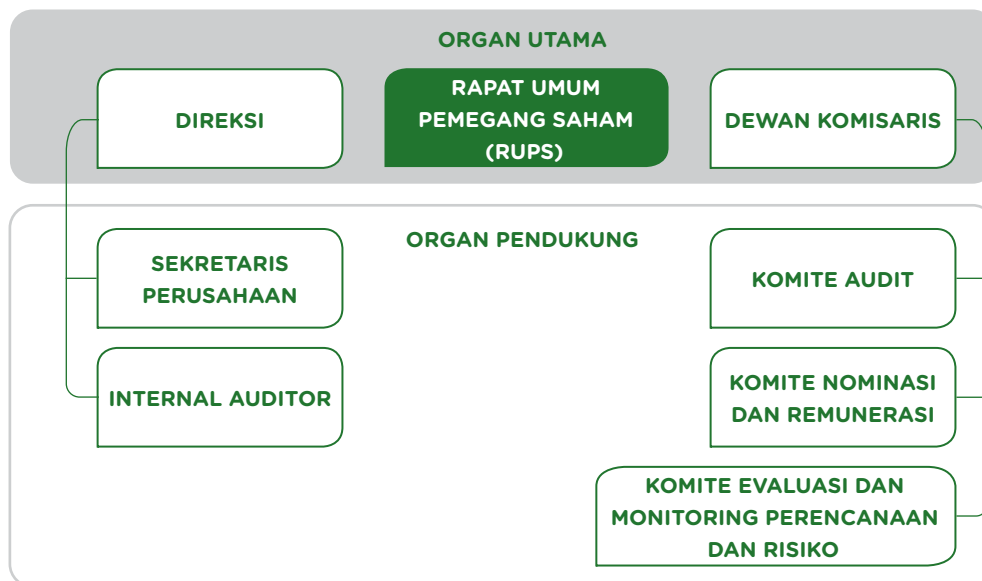 ORGAN UTAMA
DIREKSI
RAPAT UMUM
PEMEGANG SAHAM
(RUPS)
DEWAN KOMISARIS
ORGAN PENDUKUNG
SEKRETARIS
PERUSAHAAN
KOMITE AUDIT
INTERNAL AUDITOR
KOMITE NOMINASI
DAN REMUNERASI
KOMITE EVALUASI DAN
MONITORING PERENCANAAN
DAN RISIKO